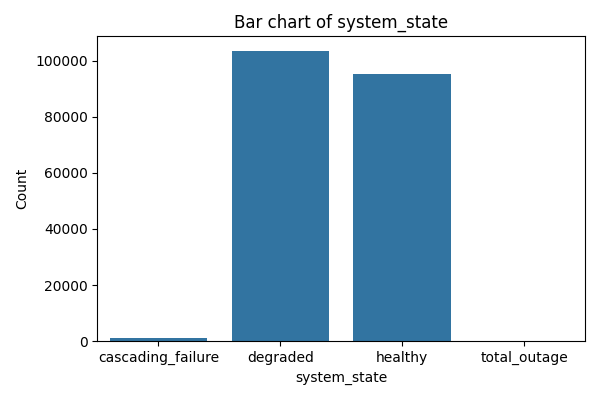 Bar chart of system_state
Count
100000
80000
60000
40000
20000
0
cascading_failure degraded healthy total_outage
system_state